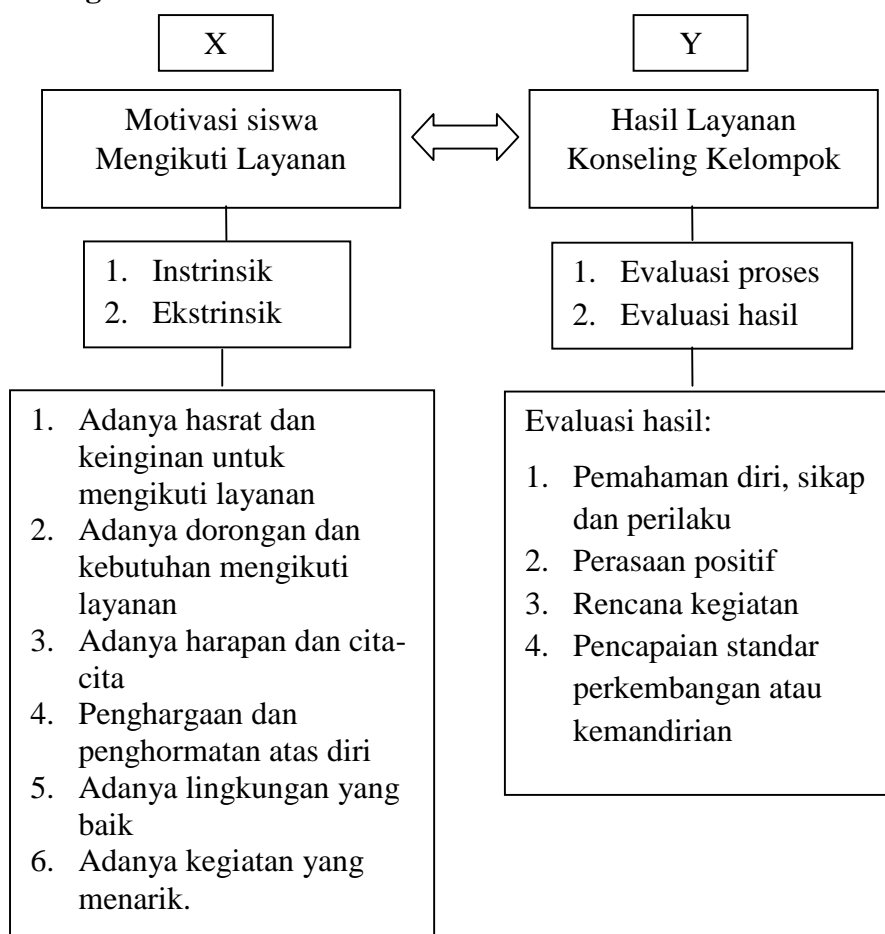 X
Y
Motivasi siswa
Mengikuti Layanan
Hasil Layanan
Konseling Kelompok
1. Instrinsik
2. Ekstrinsik
1. Evaluasi proses
2. Evaluasi hasil
1. Adanya hasrat dan
keinginan untuk
mengikuti layanan
2. Adanya dorongan dan
kebutuhan mengikuti
layanan
3. Adanya harapan dan cita-
cita
4. Penghargaan dan
penghormatan atas diri
5. Adanya lingkungan yang
baik
6. Adanya kegiatan yang
menarik.
Evaluasi hasil:
1. Pemahaman diri, sikap
dan perilaku
2. Perasaan positif
3. Rencana kegiatan
4. Pencapaian standar
perkembangan atau
kemandirian